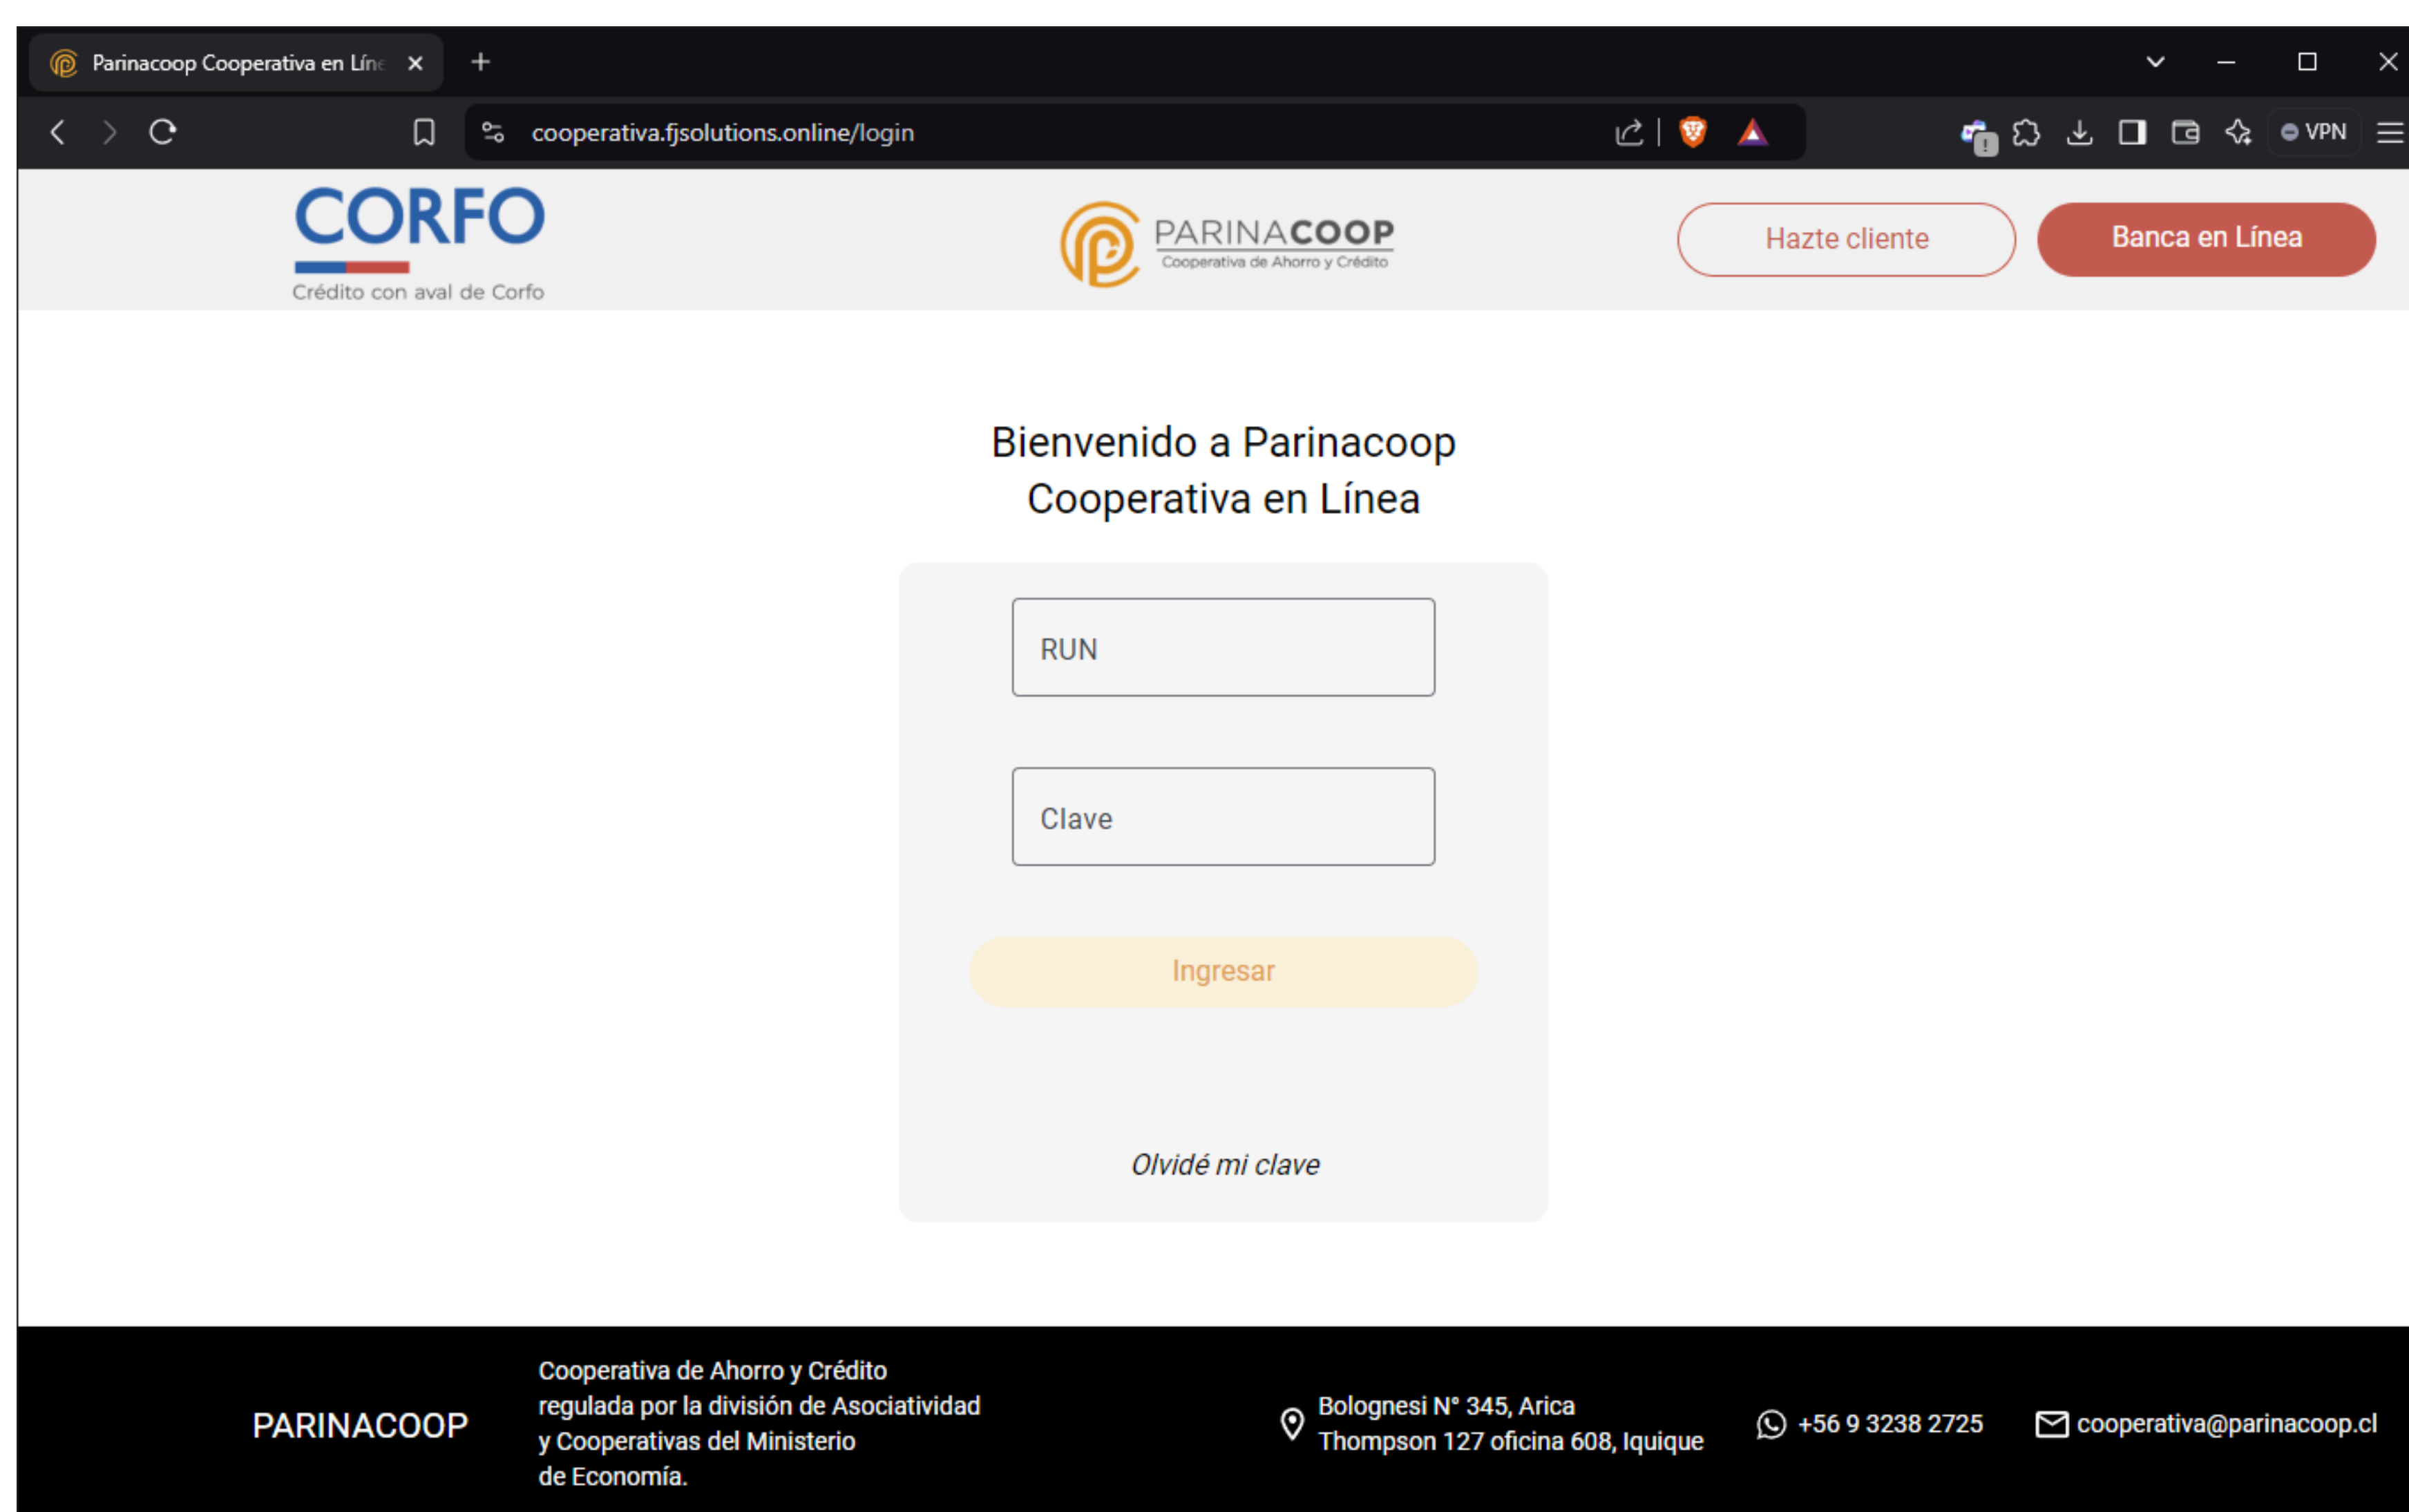 Parinacoop Cooperativa en Líne
cooperativa.fjsolutions.online/login
VPN
CORFO
Crédito con aval de Corfo
PARINACOOP
Cooperativa de Ahorro y Crédito
Hazte cliente
Banca en Línea
Bienvenido a Parinacoop
Cooperativa en Línea
RUN
Clave
Ingresar
Olvidé mi clave
PARINACOOP
Cooperativa de Ahorro y Crédito
regulada por la división de Asociatividad
y Cooperativas del Ministerio
de Economía.
Bolognesi N° 345, Arica
Thompson 127 oficina 608, Iquique
+56 9 3238 2725
cooperativa@parinacoop.cl